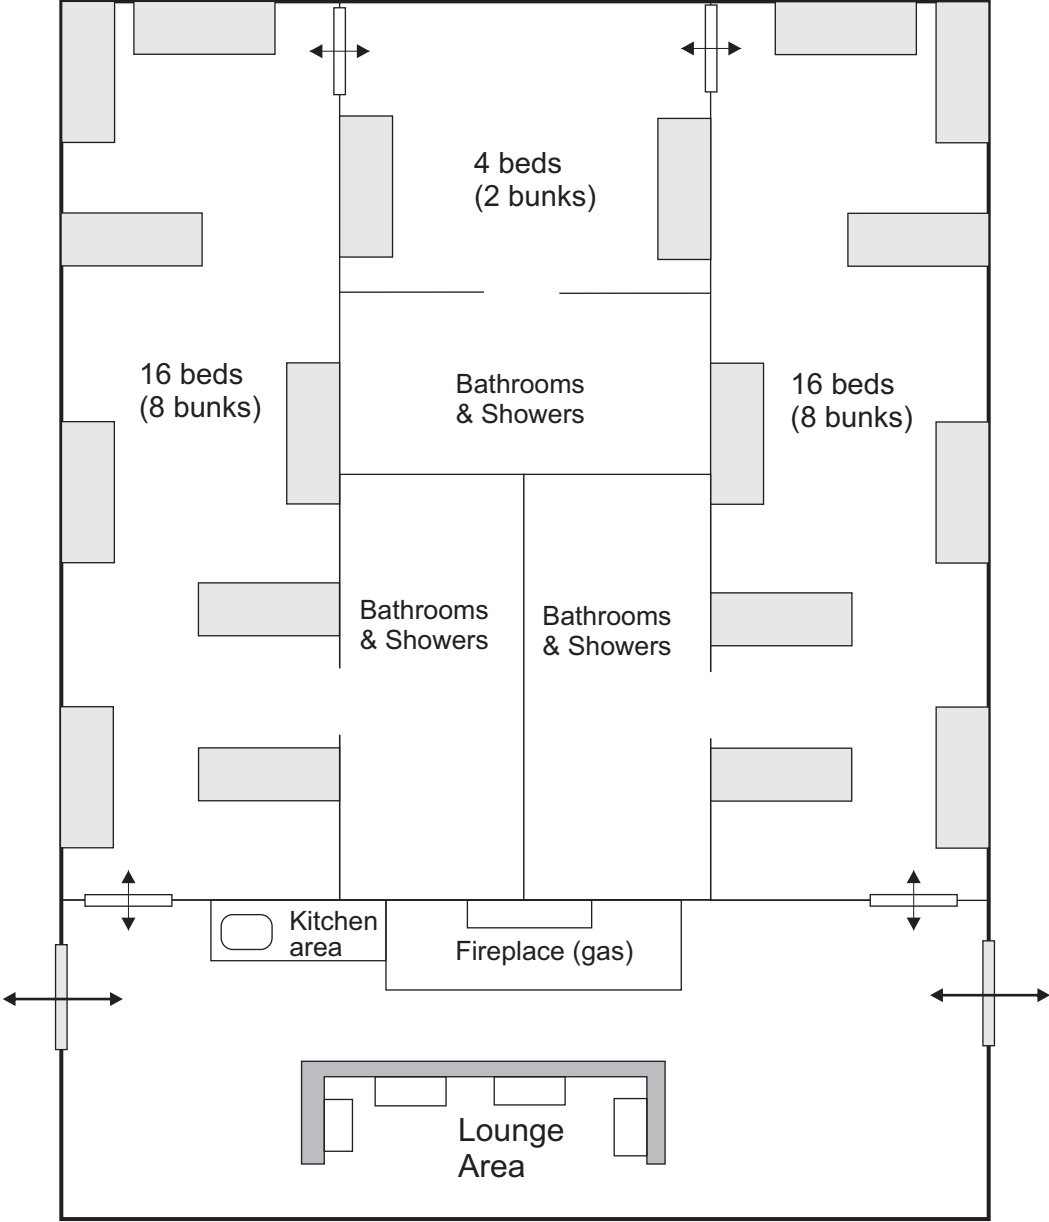 4 beds
(2 bunks)
16 beds
(8 bunks)
Bathrooms
& Showers
16 beds
(8 bunks)
Bathrooms
& Showers
Bathrooms
& Showers
Kitchen
area
Fireplace (gas)
Lounge
Area